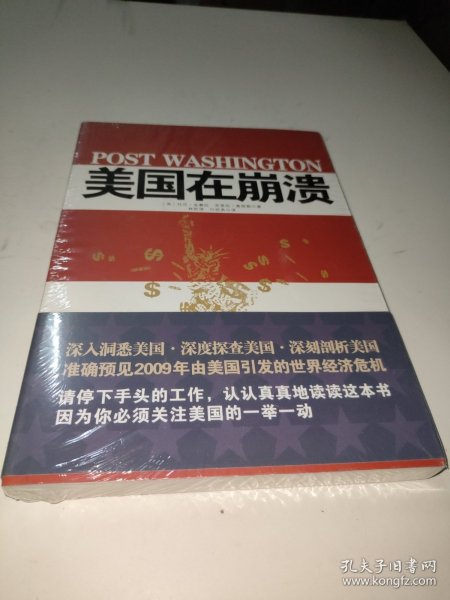 POST WASHINGTON
美国在崩溃
深入洞悉美国·深度探查美国·深刻剖析美国
准确预见2009年由美国引发的世界经济危机
请停下手头的工作，认认真真地读读这本书
因为你必须关注美国的一举一动
孔夫子旧书网
www.kongfz.com